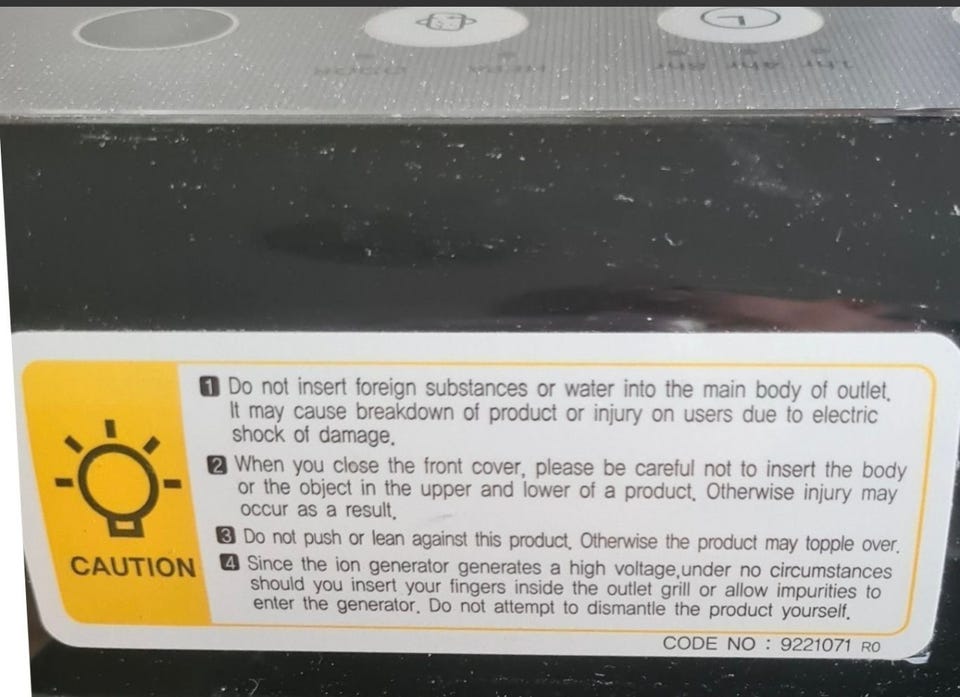 ODOR
HEPA
1hr 4hr 8hr
1 Do not insert foreign substances or water into the main body of outlet.
It may cause breakdown of product or injury on users due to electric
shock of damage.
2 When you close the front cover, please be careful not to insert the body
or the object in the upper and lower of a product. Otherwise injury may
occur as a result.
3 Do not push or lean against this product. Otherwise the product may topple over.
4 Since the ion generator generates a high voltage,under no circumstances
should you insert your fingers inside the outlet grill or allow impurities to
enter the generator. Do not attempt to dismantle the product yourself.
CAUTION
CODE NO : 9221071 R0